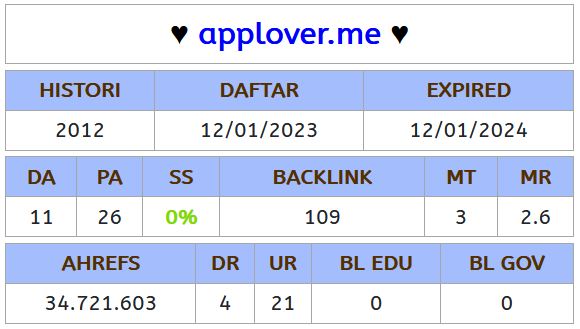 ♥ applover.me ♥
HISTORI DAFTAR EXPIRED
2012 12/01/2023 12/01/2024
DA PA SS BACKLINK MT MR
11 26 0% 109 3 2.6
AHREFS DR UR BL EDU BL GOV
34.721.603 4 21 0 0